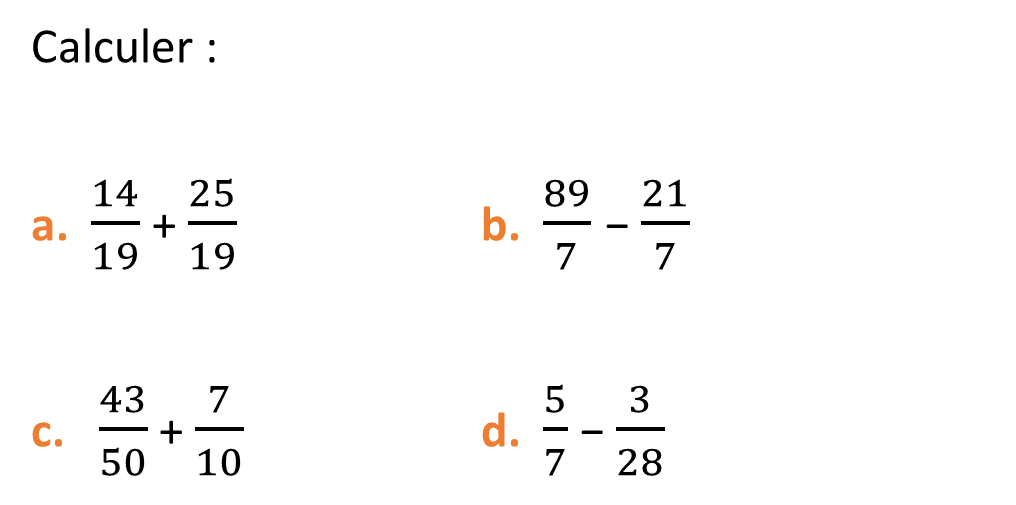 Calculer :
a. 14/19 + 25/19
b. 89/7 − 21/7
c. 43/50 + 7/10
d. 5/7 − 3/28